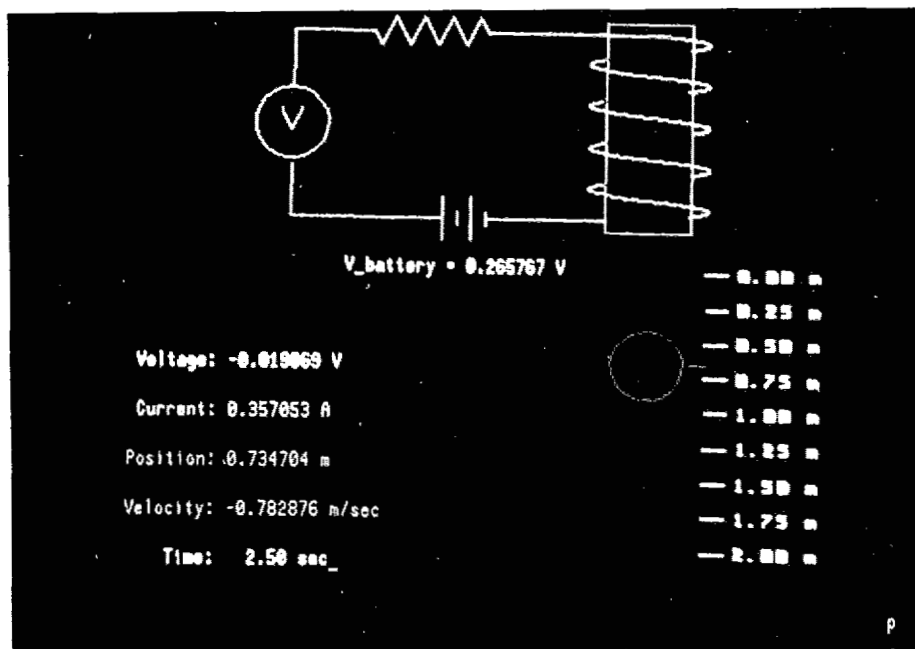 V
V_battery = 0.265767 V
0.00 m
0.25 m
0.50 m
0.75 m
1.00 m
1.25 m
1.50 m
1.75 m
2.00 m
Voltage: -0.019069 V
Current: 0.357053 A
Position: 0.734704 m
Velocity: -0.782876 m/sec
Time: 2.50 sec_
p